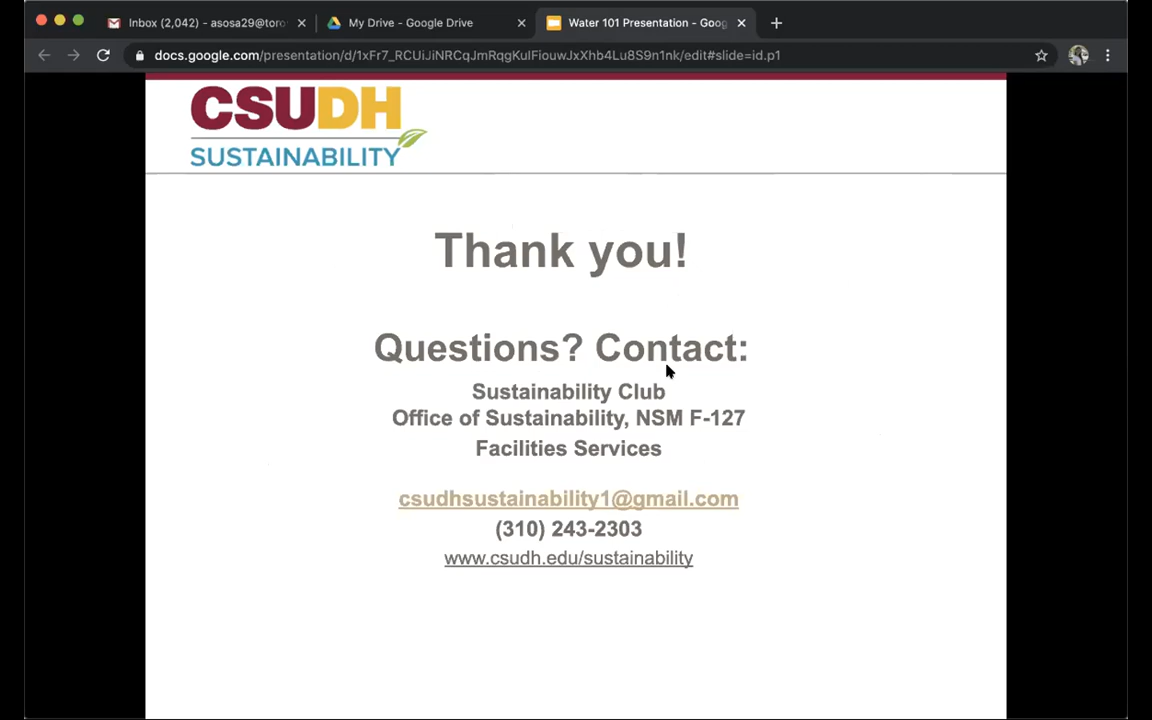 Inbox (2,042) - asosa29@toro
My Drive - Google Drive
Water 101 Presentation - Goog
docs.google.com/presentation/d/1xFr7_RCUiJiNRCqJmRqgKuIFiouwJxXhb4Lu8S9n1nk/edit#slide=id.p1
CSUDH
SUSTAINABILITY
Thank you!
Questions? Contact:
Sustainability Club
Office of Sustainability, NSM F-127
Facilities Services
csudhsustainability1@gmail.com
(310) 243-2303
www.csudh.edu/sustainability